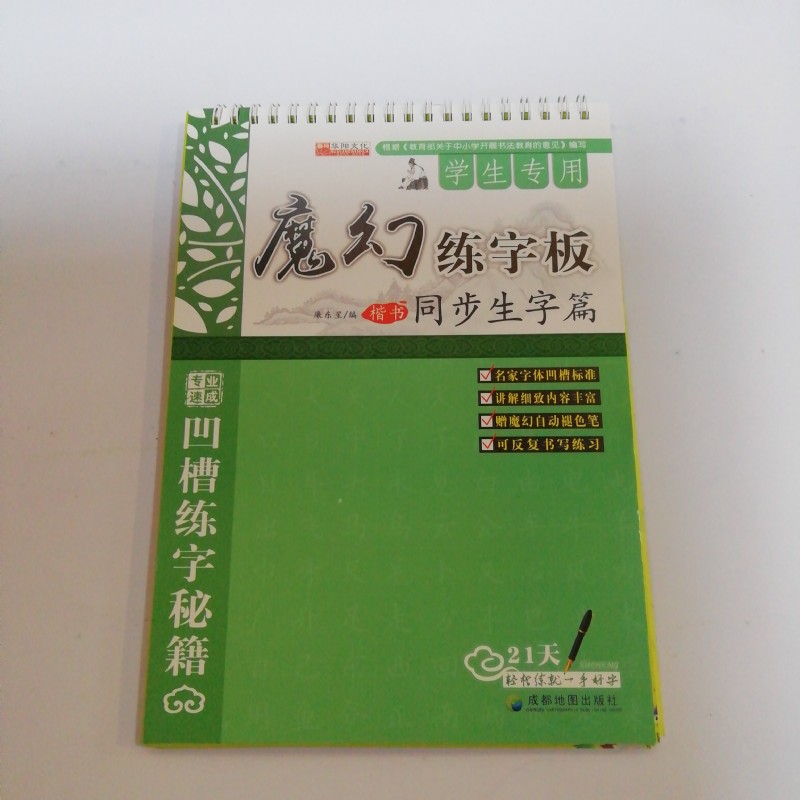 华阳文化
根据《教育部关于中小学开展书法教育的意见》编写
学生专用
魔幻练字板
廉东星/编
楷书
同步生字篇
名家字体凹槽标准
讲解细致内容丰富
赠魔幻自动褪色笔
可反复书写练习
专业
速成
凹槽练字秘籍
21天
轻松练就一手好字
成都地图出版社